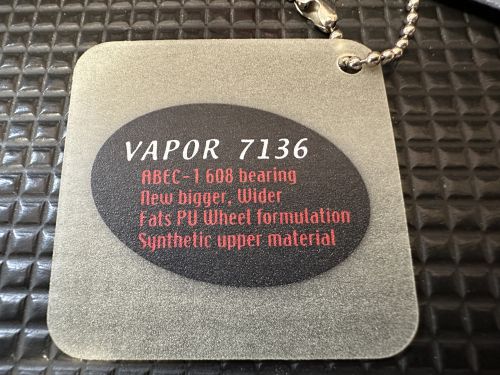 VAPOR 7136
ABEC-1 608 bearing
New bigger, Wider
Fats PU Wheel formulation
Synthetic upper material